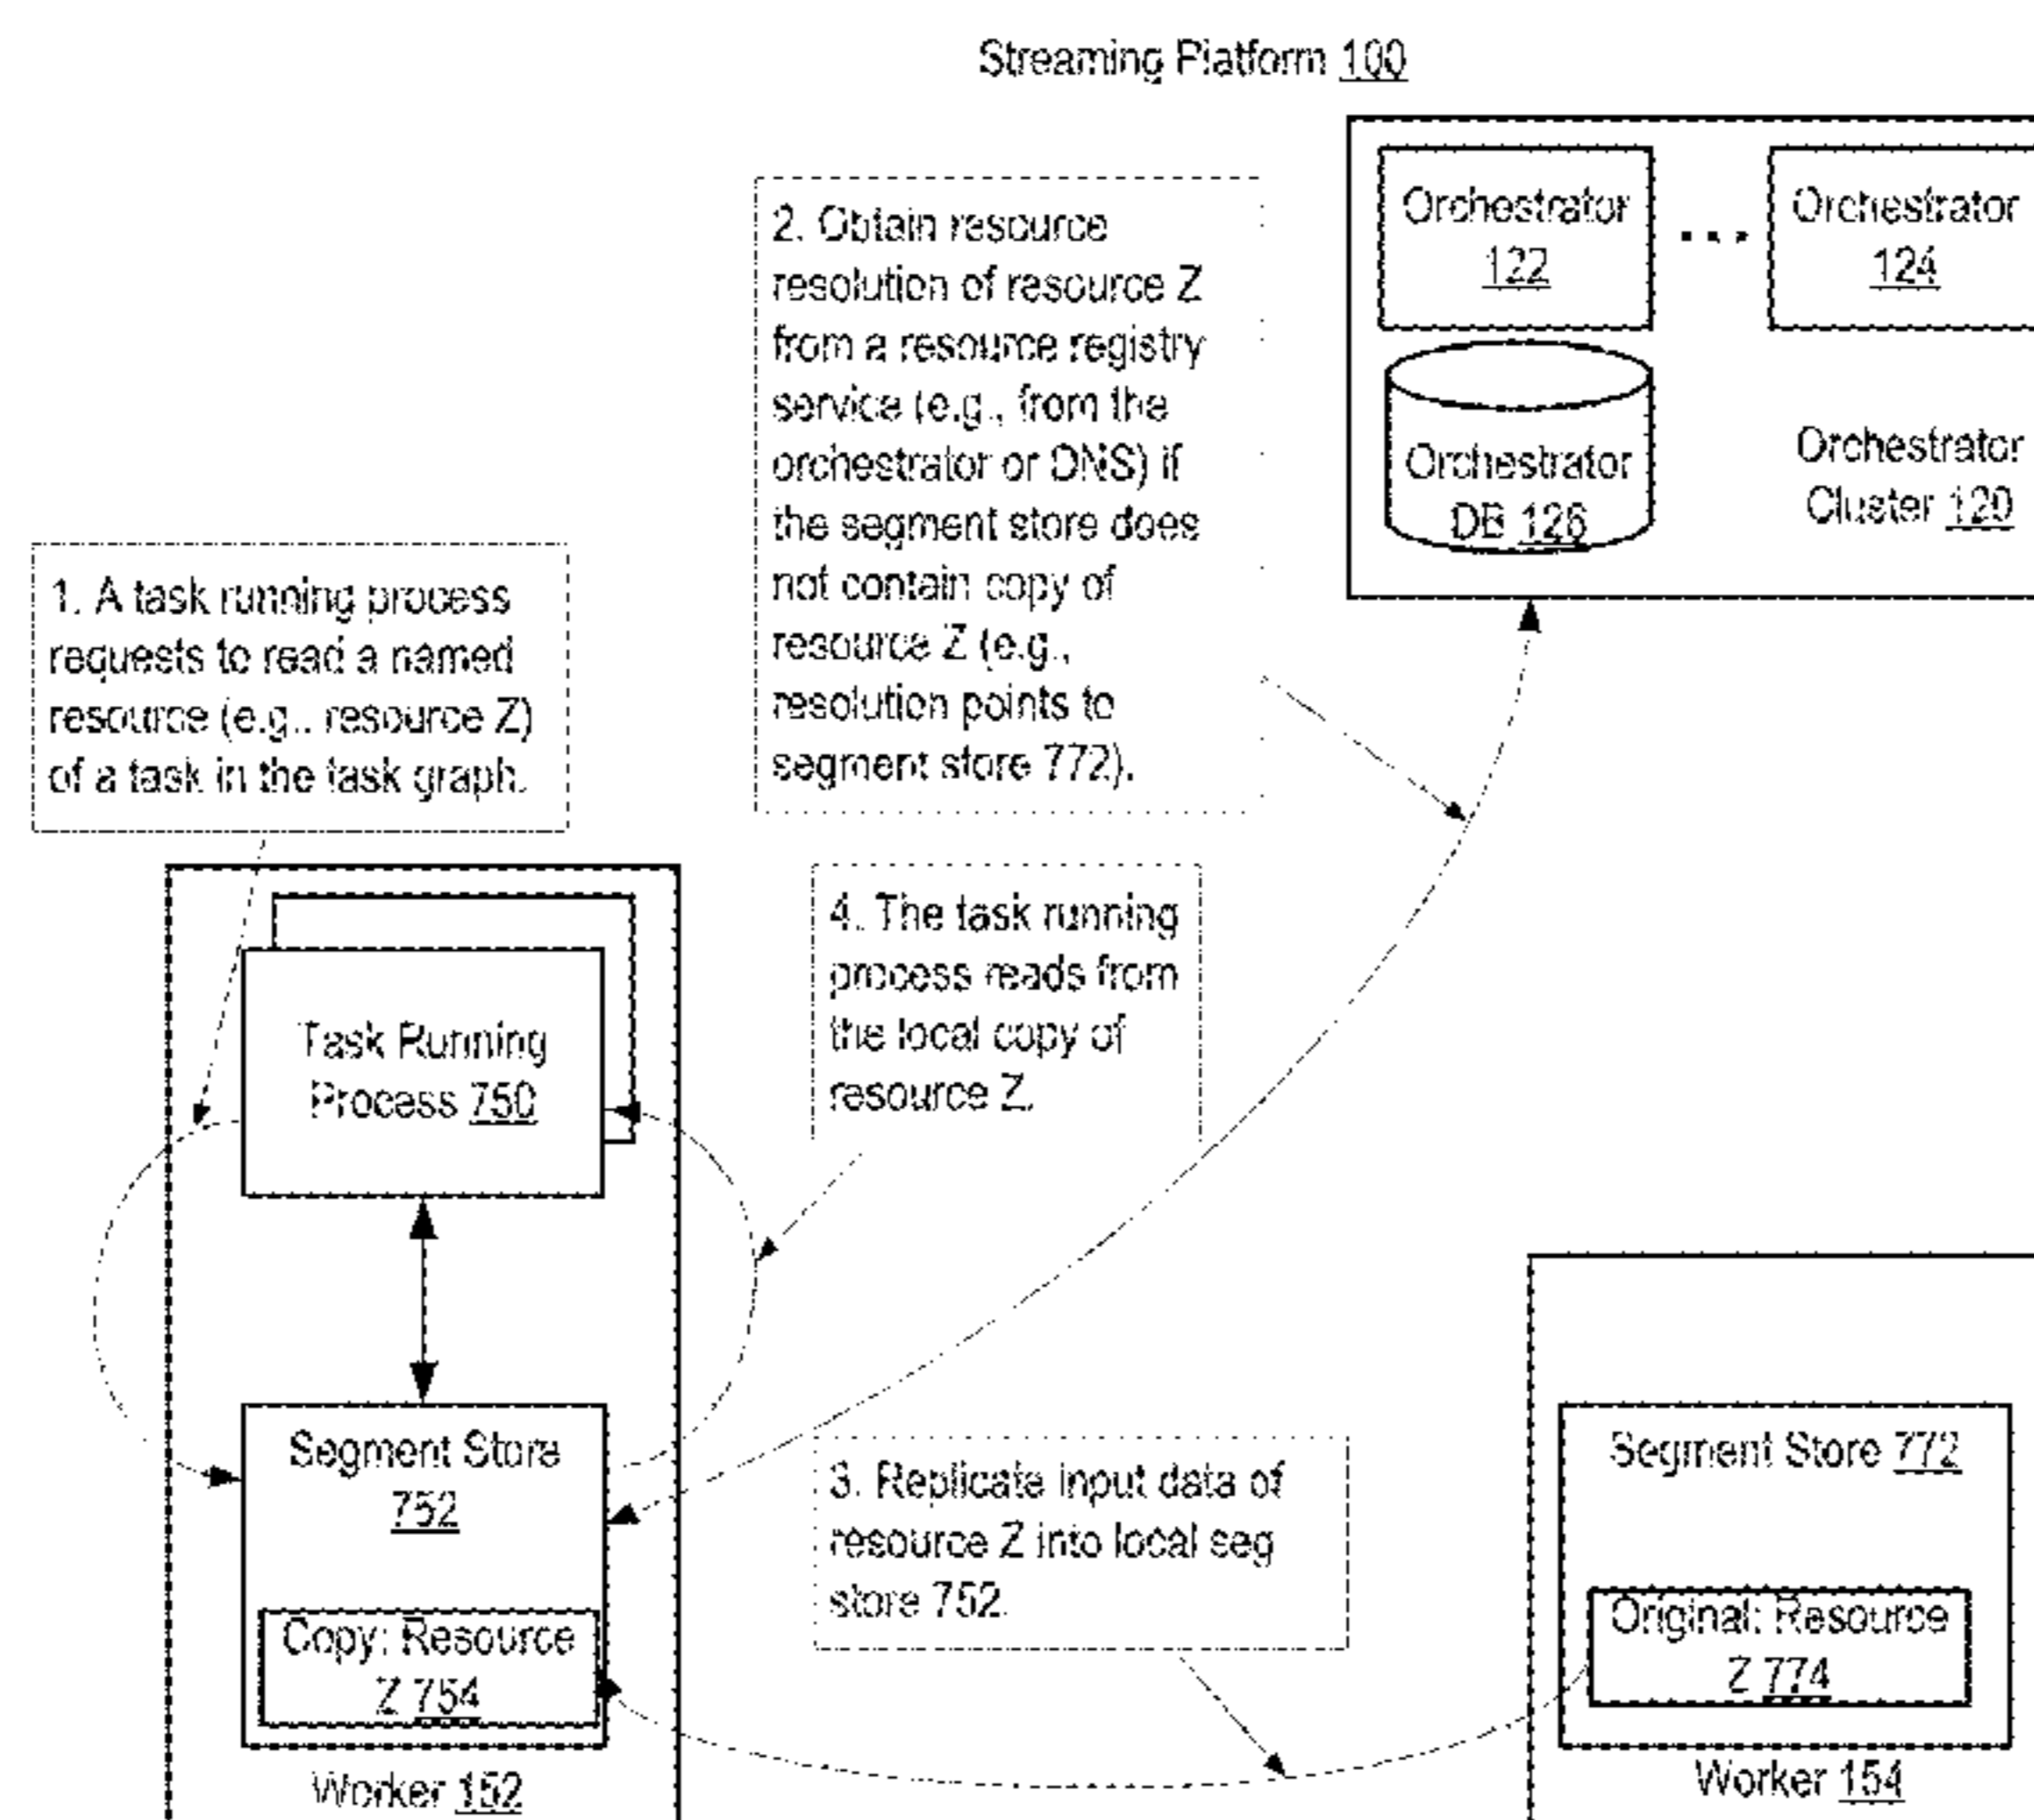 Streaming Platform 100
Orchestrator
122
...
Orchestrator
124
Orchestrator
DB 126
Orchestrator
Cluster 120
2. Obtain resource
resolution of resource Z
from a resource registry
service (e.g., from the
orchestrator or DNS) if
the segment store does
not contain copy of
resource Z (e.g.,
resolution points to
segment store 772).
1. A task running process
requests to read a named
resource (e.g., resource Z)
of a task in the task graph.
4. The task running
process reads from
the local copy of
resource Z.
Task Running
Process 750
Segment Store
752
Copy: Resource
Z 754
Worker 152
3. Replicate input data of
resource Z into local seg
store 752.
Segment Store 772
Original: Resource
Z 774
Worker 154